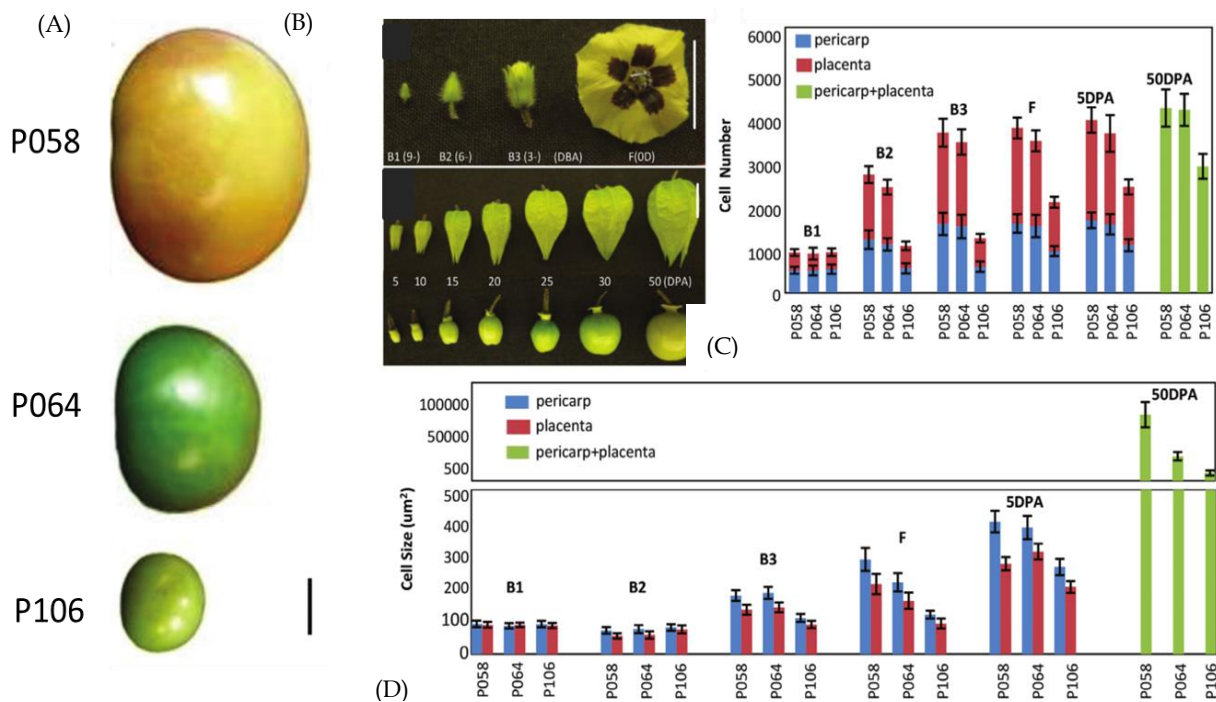 (A)
P058
P064
P106
(B)
B1 (9-) B2 (6-) B3 (3-) (DBA) F(0D)
5 10 15 20 25 30 50 (DPA)
(C)
pericarp
placenta
pericarp+placenta
Cell Number
6000
5000
4000
3000
2000
1000
0
B1
B2
B3
F
5DPA
50DPA
P058 P064 P106 P058 P064 P106 P058 P064 P106 P058 P064 P106 P058 P064 P106 P058 P064 P106
(D)
pericarp
placenta
pericarp+placenta
Cell Size (um²)
100000
50000
500
500
400
300
200
100
0
B1
B2
B3
F
5DPA
50DPA
P058 P064 P106 P058 P064 P106 P058 P064 P106 P058 P064 P106 P058 P064 P106 P058 P064 P106